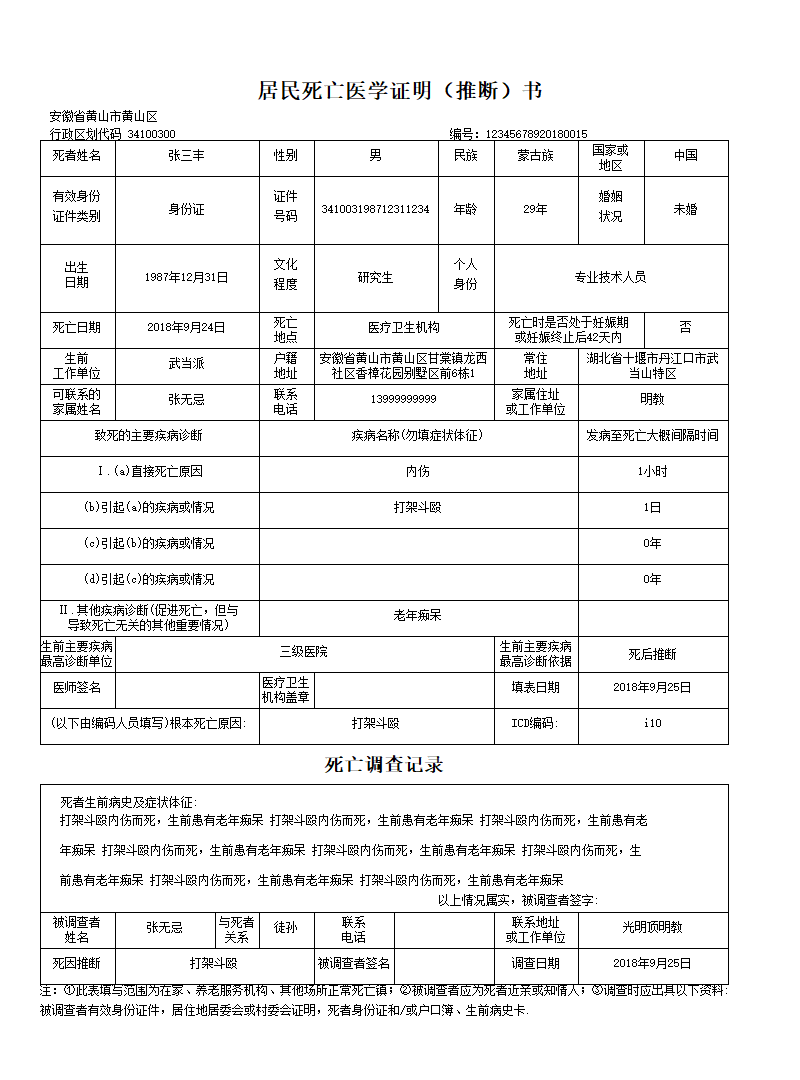 居民死亡医学证明（推断）书
安徽省黄山市黄山区
行政区划代码 34100300 编号：12345678920180015
死者姓名 张三丰 性别 男 民族 蒙古族 国家或 中国
地区
有效身份 身份证 证件 341003198712311234 年龄 29年 婚姻 未婚
证件类别 号码 状况
出生 1987年12月31日 文化 研究生 个人 专业技术人员
日期 程度 身份
死亡日期 2018年9月24日 死亡 医疗卫生机构 死亡时是否处于妊娠期 否
地点 或妊娠终止后42天内
生前 武当派 户籍 安徽省黄山市黄山区甘棠镇龙西 常住 湖北省十堰市丹江口市武
工作单位 地址 社区香樟花园别墅区前6栋1 地址 当山特区
可联系的 张无忌 联系 13999999999 家属住址 明教
家属姓名 电话 或工作单位
致死的主要疾病诊断 疾病名称(勿填症状体征) 发病至死亡大概间隔时间
Ⅰ.(a)直接死亡原因 内伤 1小时
(b)引起(a)的疾病或情况 打架斗殴 1日
(c)引起(b)的疾病或情况 0年
(d)引起(c)的疾病或情况 0年
Ⅱ.其他疾病诊断(促进死亡，但与 老年痴呆
导致死亡无关的其他重要情况)
生前主要疾病 三级医院 生前主要疾病 死后推断
最高诊断单位 最高诊断依据
医师签名 医疗卫生 填表日期 2018年9月25日
机构盖章
(以下由编码人员填写)根本死亡原因: 打架斗殴 ICD编码: i10
死亡调查记录
死者生前病史及症状体征:
打架斗殴内伤而死，生前患有老年痴呆 打架斗殴内伤而死，生前患有老年痴呆 打架斗殴内伤而死，生前患有老
年痴呆 打架斗殴内伤而死，生前患有老年痴呆 打架斗殴内伤而死，生前患有老年痴呆 打架斗殴内伤而死，生
前患有老年痴呆 打架斗殴内伤而死，生前患有老年痴呆 打架斗殴内伤而死，生前患有老年痴呆
以上情况属实，被调查者签字:
被调查者 张无忌 与死者 徒孙 联系 联系地址 光明顶明教
姓名 关系 电话 或工作单位
死因推断 打架斗殴 被调查者签名 调查日期 2018年9月25日
注：①此表填写范围为在家、养老服务机构、其他场所正常死亡镇；②被调查者应为死者近亲或知情人；③调查时应出具以下资料:
被调查者有效身份证件，居住地居委会或村委会证明，死者身份证和/或户口簿、生前病史卡.